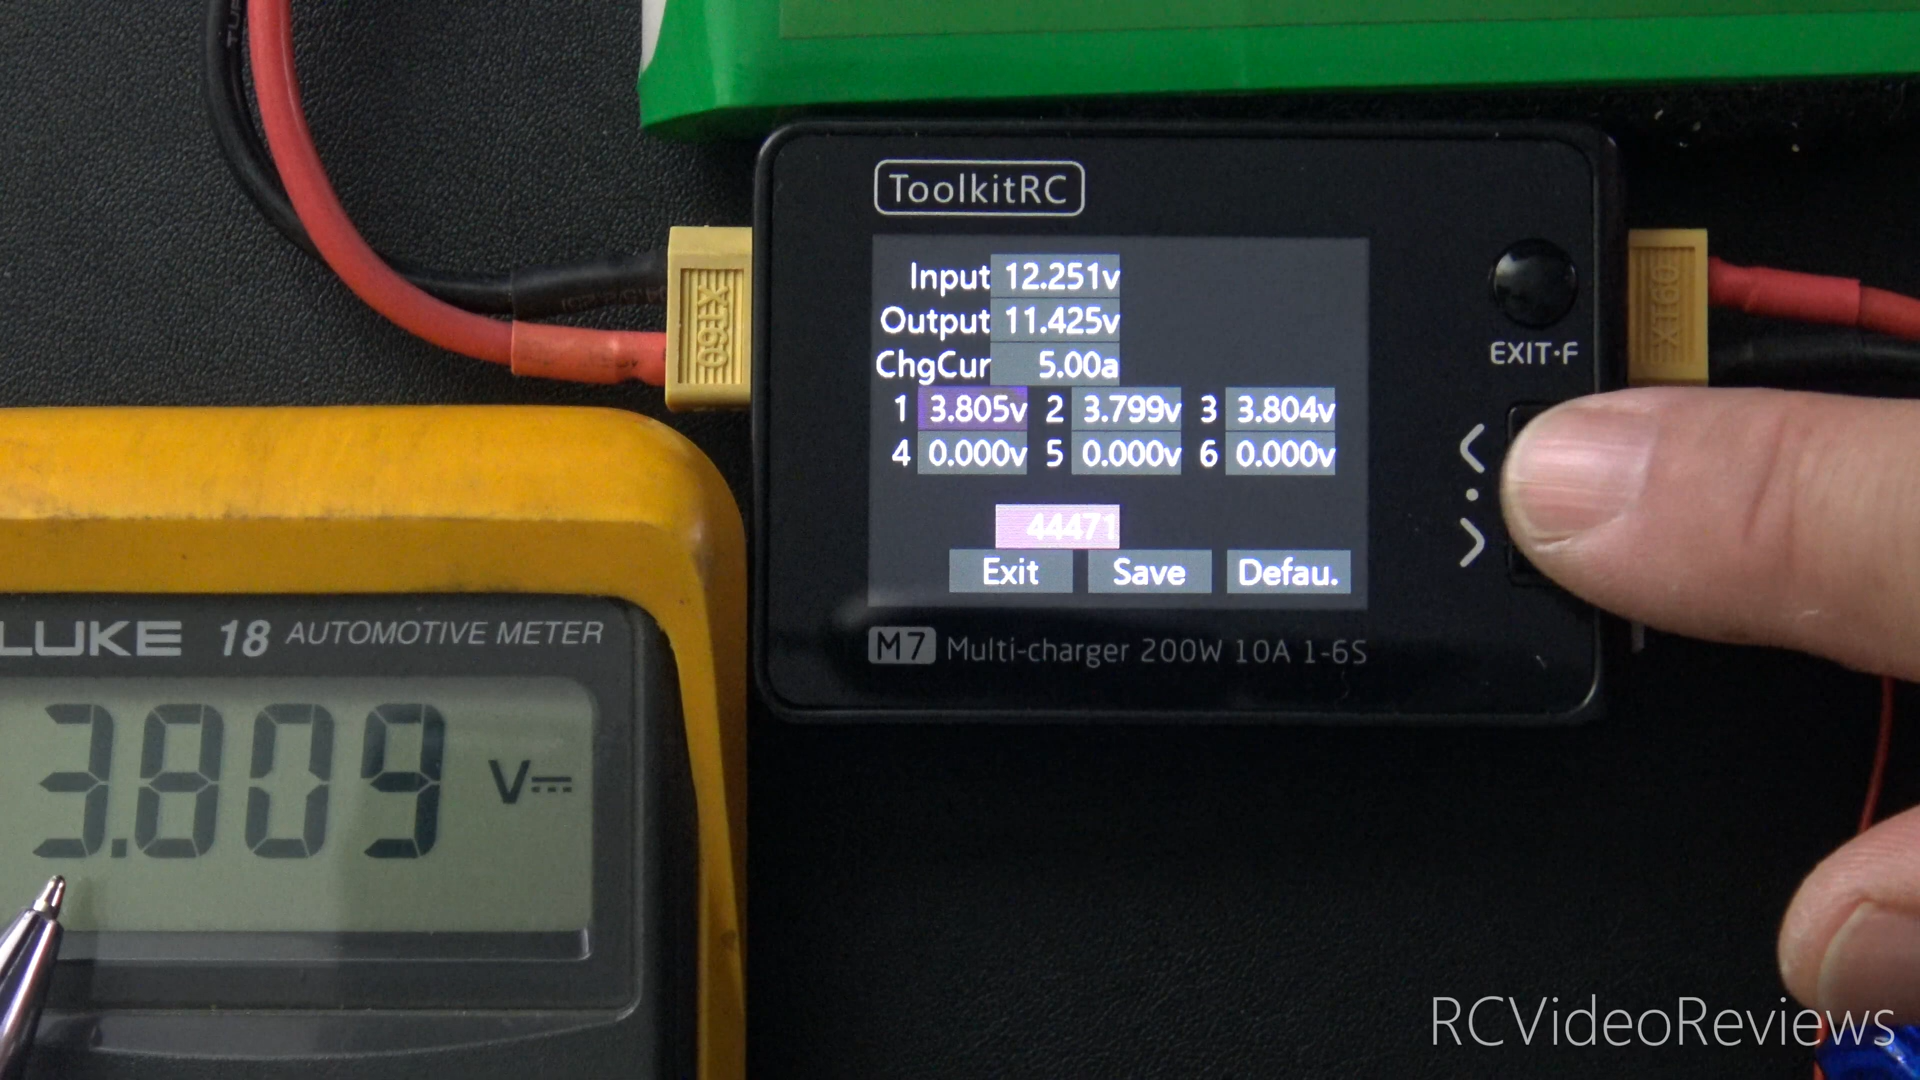 ToolkitRC
Input 12.251v
Output 11.425v
ChgCur 5.00a
1 3.805v 2 3.799v 3 3.804v
4 0.000v 5 0.000v 6 0.000v
44471
Exit Save Defau.
M7 Multi-charger 200W 10A 1-6S
EXIT·F
XT60
XT60
LUKE 18 AUTOMOTIVE METER
3.809 V
RCVideoReviews